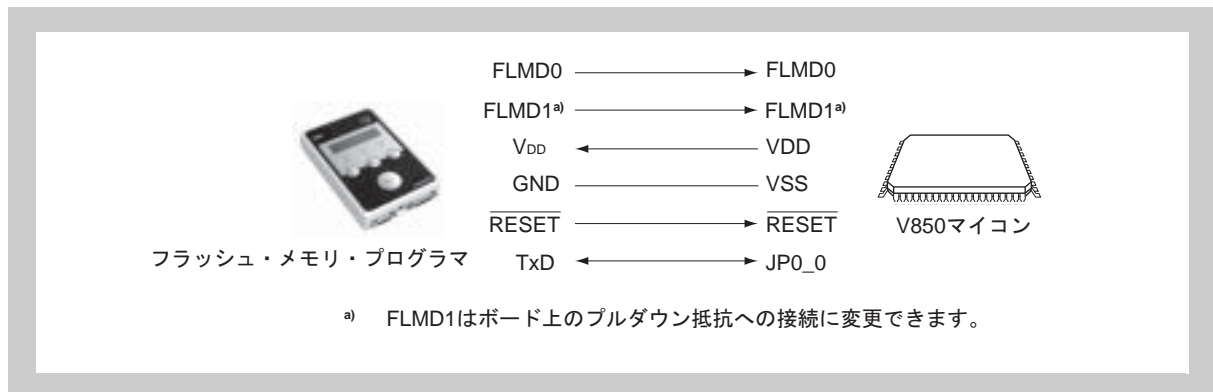 FLMD0 FLMD0
FLMD1a) FLMD1a)
VDD VDD
GND VSS
RESET RESET
V850マイコン
フラッシュ・メモリ・プログラマ
TxD JP0_0
a) FLMD1はボード上のプルダウン抵抗への接続に変更できます。